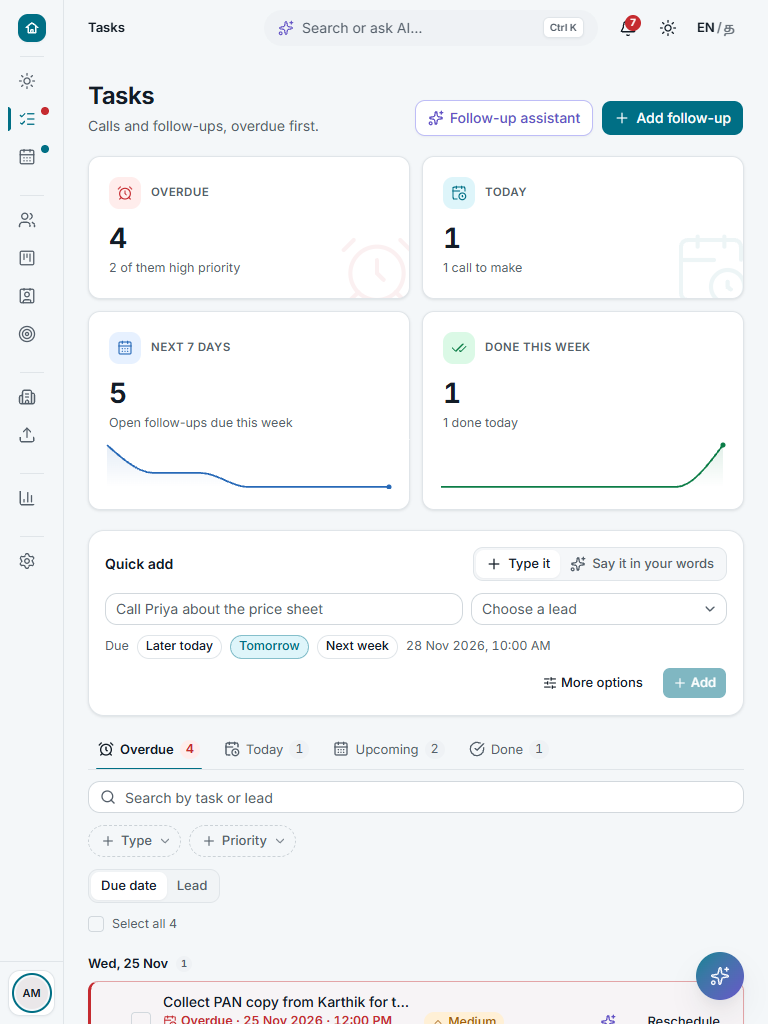 Tasks
Search or ask AI...
Ctrl K
7
EN / த
Tasks
Calls and follow-ups, overdue first.
Follow-up assistant
Add follow-up
OVERDUE
4
2 of them high priority
TODAY
1
1 call to make
NEXT 7 DAYS
5
Open follow-ups due this week
DONE THIS WEEK
1
1 done today
Quick add
Type it
Say it in your words
Call Priya about the price sheet
Choose a lead
Due
Later today
Tomorrow
Next week
28 Nov 2026, 10:00 AM
More options
Add
Overdue 4
Today 1
Upcoming 2
Done 1
Search by task or lead
Type
Priority
Due date
Lead
Select all 4
Wed, 25 Nov 1
Collect PAN copy from Karthik for t...
Overdue · 25 Nov 2026 · 12:00 PM
Medium
Reschedule
AM